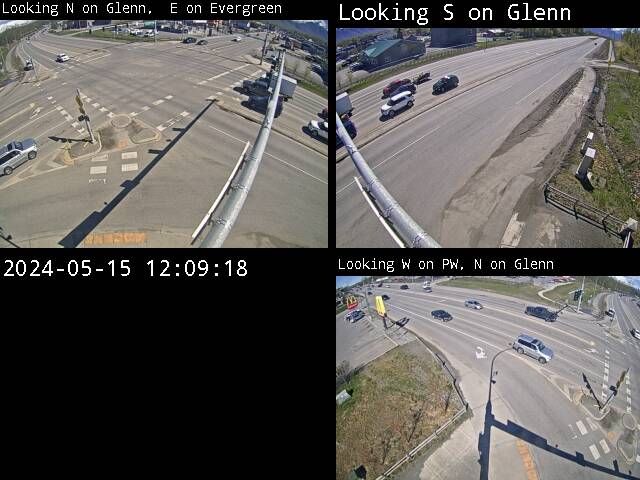 Looking N on Glenn,  E on Evergreen
Looking S on Glenn
2024-05-15 12:09:18
Looking W on PW, N on Glenn